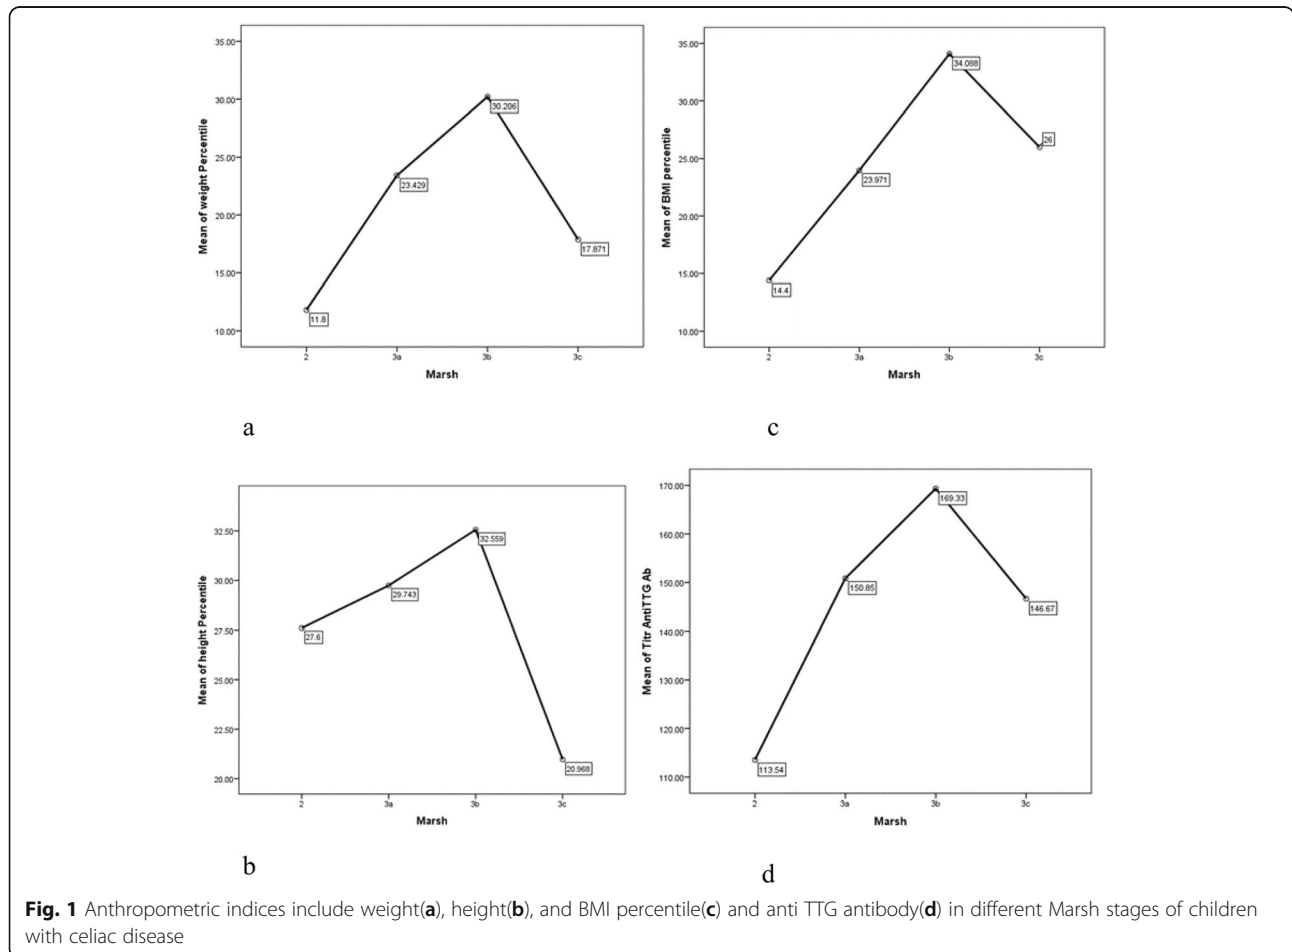 35.00
30.00
25.00
20.00
15.00
10.00
Mean of weight Percentile
11.8
23.429
30.206
17.871
2 3a 3b 3c
Marsh
a
35.00
30.00
25.00
20.00
15.00
10.00
Mean of BMI percentile
14.4
23.971
34.088
26
2 3a 3b 3c
Marsh
c
32.50
30.00
27.50
25.00
22.50
20.00
Mean of height Percentile
27.6
29.743
32.559
20.968
2 3a 3b 3c
Marsh
b
170.00
160.00
150.00
140.00
130.00
120.00
110.00
Mean of Titr AntiTTG Ab
113.54
150.85
169.33
146.67
2 3a 3b 3c
Marsh
d
Fig. 1 Anthropometric indices include weight(a), height(b), and BMI percentile(c) and anti TTG antibody(d) in different Marsh stages of children
with celiac disease